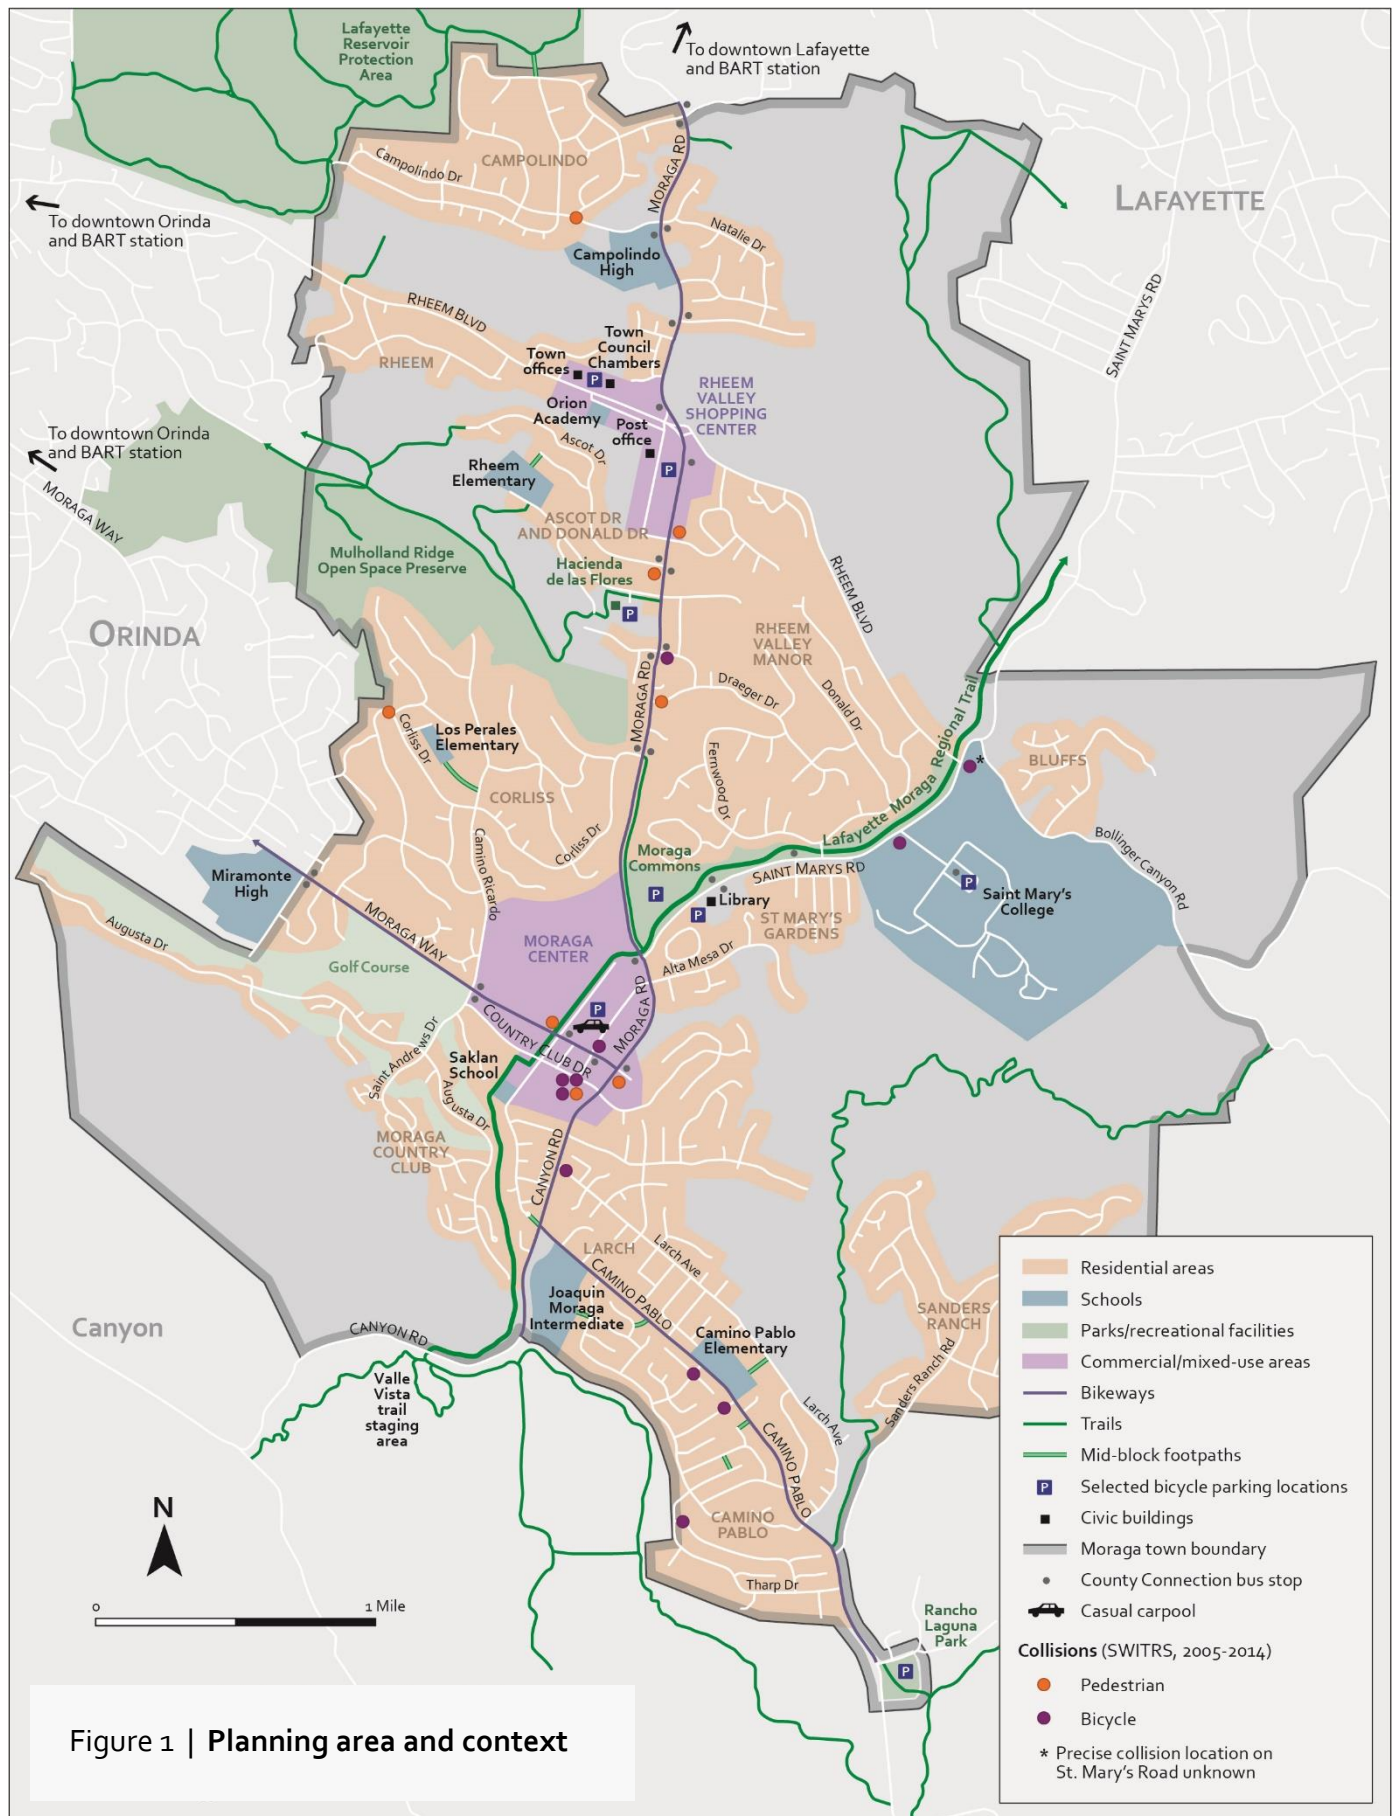 Lafayette
Reservoir
Protection
Area
To downtown Lafayette
and BART station
CAMPOLINDO
Campolindo Dr
MORAGA RD
LAFAYETTE
To downtown Orinda
and BART station
Natalie Dr
Campolindo
High
SAINT MARYS RD
RHEEM BLVD
Town
Council
Chambers
Town
offices
RHEEM
RHEEM
VALLEY
SHOPPING
CENTER
P
Orion
Academy
Post
office
To downtown Orinda
and BART station
Ascot Dr
P
Rheem
Elementary
MORAGA WAY
ASCOT DR
AND DONALD DR
Mulholland Ridge
Open Space Preserve
Hacienda
de las Flores
P
RHEEM BLVD
ORINDA
RHEEM
VALLEY
MANOR
MORAGA RD
Draeger Dr
Donald Dr
Lafayette Moraga Regional Trail
Corliss Dr
Los Perales
Elementary
*
BLUFFS
Fernwood Dr
CORLISS
Corliss Dr
Camino Ricardo
Bollinger Canyon Rd
Moraga
Commons
P
SAINT MARYS RD
Miramonte
High
P
Library
P
Saint Mary's
College
ST MARY'S
GARDENS
MORAGA WAY
Augusta Dr
MORAGA
CENTER
Alta Mesa Dr
Golf Course
MORAGA RD
P
COUNTRY CLUB DR
Saint Andrews Dr
Saklan
School
Augusta Dr
MORAGA
COUNTRY
CLUB
CANYON RD
LARCH
Larch Ave
CAMINO PABLO
Joaquin
Moraga
Intermediate
Canyon
CANYON RD
Camino Pablo
Elementary
SANDERS
RANCH
Sanders Ranch Rd
Valle
Vista
trail
staging
area
Larch Ave
CAMINO PABLO
CAMINO
PABLO
Tharp Dr
Rancho
Laguna
Park
P
N
0
1 Mile
Residential areas
Schools
Parks/recreational facilities
Commercial/mixed-use areas
Bikeways
Trails
Mid-block footpaths
P Selected bicycle parking locations
Civic buildings
Moraga town boundary
County Connection bus stop
Casual carpool
Collisions (SWITRS, 2005-2014)
Pedestrian
Bicycle
* Precise collision location on
St. Mary's Road unknown
Figure 1 | Planning area and context